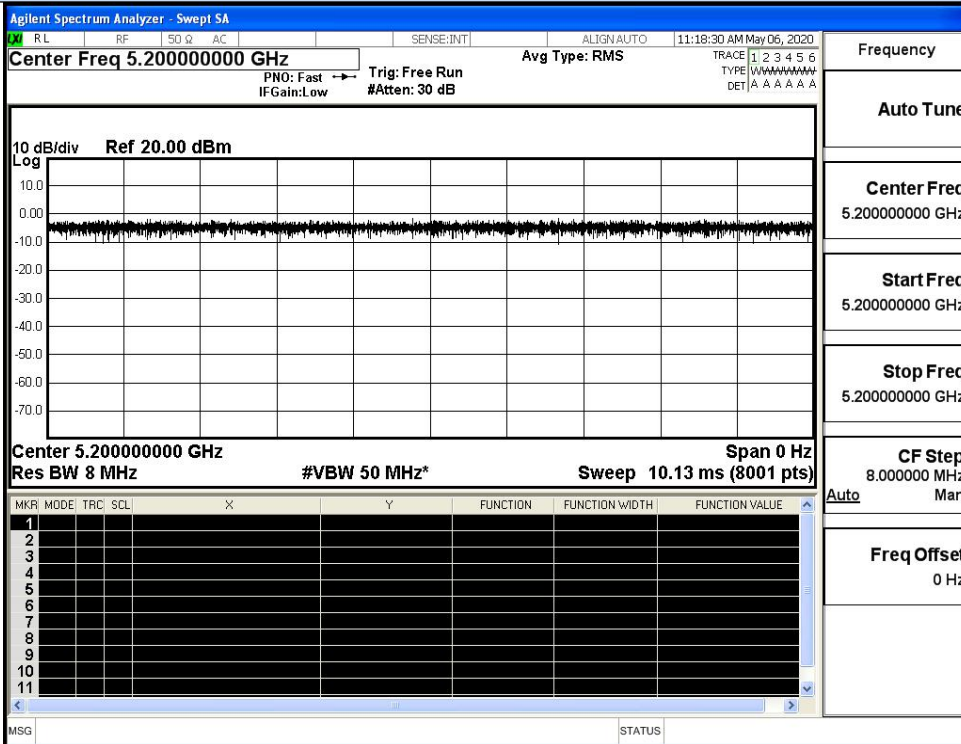 Agilent Spectrum Analyzer - Swept SA
LXI RL RF 50 Ω AC SENSE:INT ALIGN AUTO 11:18:30 AM May 06, 2020
Center Freq 5.200000000 GHz Avg Type: RMS TRACE 1 2 3 4 5 6
PNO: Fast Trig: Free Run TYPE WWWWWW
IFGain:Low #Atten: 30 dB DET A A A A A A
10 dB/div Ref 20.00 dBm
Log
10.0
0.00
-10.0
-20.0
-30.0
-40.0
-50.0
-60.0
-70.0
Center 5.200000000 GHz Span 0 Hz
Res BW 8 MHz #VBW 50 MHz* Sweep 10.13 ms (8001 pts)
MKR MODE TRC SCL X Y FUNCTION FUNCTION WIDTH FUNCTION VALUE
1
2
3
4
5
6
7
8
9
10
11
MSG STATUS
Frequency
Auto Tune
Center Freq
5.200000000 GHz
Start Freq
5.200000000 GHz
Stop Freq
5.200000000 GHz
CF Step
8.000000 MHz
Auto Man
Freq Offset
0 Hz